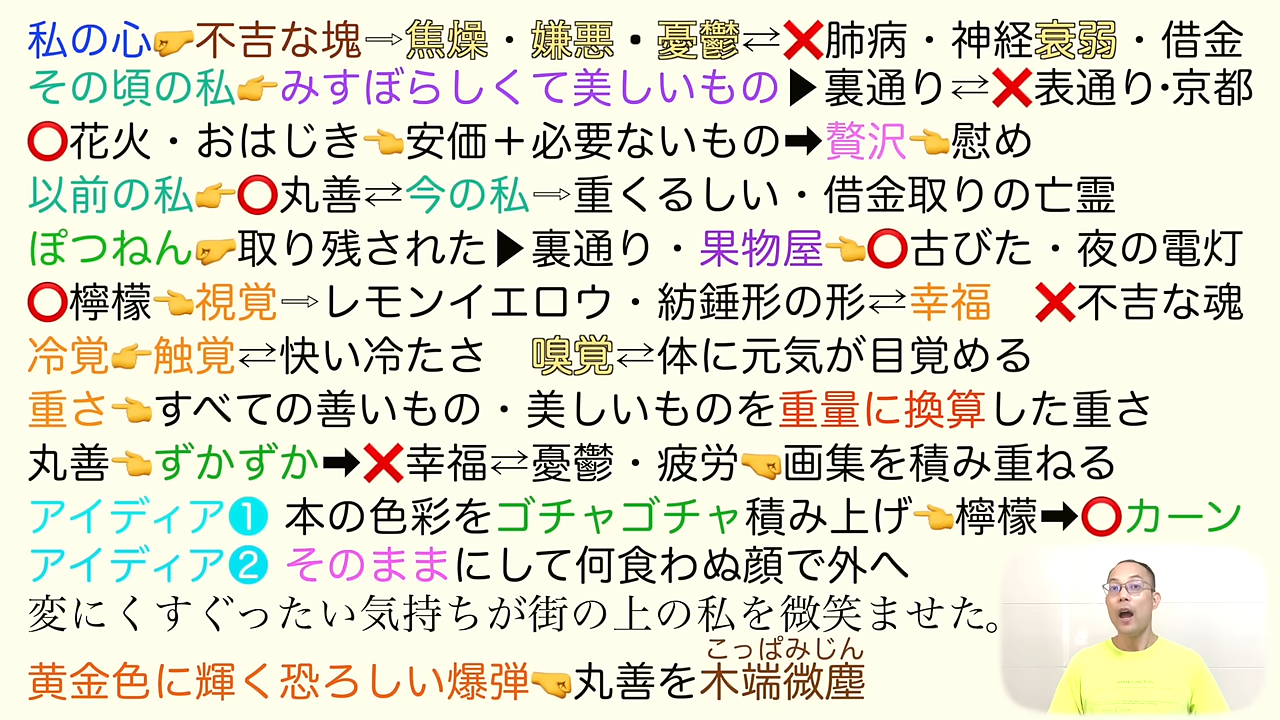 私の心👉不吉な塊⇨焦燥・嫌悪・憂鬱⇄❌肺病・神経衰弱・借金
その頃の私👉みすぼらしくて美しいもの▶裏通り⇄❌表通り・京都
⭕花火・おはじき👈安価＋必要ないもの➡贅沢👈慰め
以前の私👉⭕丸善⇄今の私⇨重くるしい・借金取りの亡霊
ぽつねん👉取り残された▶裏通り・果物屋👈⭕古びた・夜の電灯
⭕檸檬👈視覚⇨レモンイエロウ・紡錘形の形⇄幸福　❌不吉な魂
冷覚👉触覚⇄快い冷たさ　嗅覚⇄体に元気が目覚める
重さ👈すべての善いもの・美しいものを重量に換算した重さ
丸善👈ずかずか➡❌幸福⇄憂鬱・疲労👈画集を積み重ねる
アイディア❶ 本の色彩をゴチャゴチャ積み上げ👈檸檬➡⭕カーン
アイディア❷ そのままにして何食わぬ顔で外へ
変にくすぐったい気持ちが街の上の私を微笑ませた。
こっぱみじん
黄金色に輝く恐ろしい爆弾👈丸善を木端微塵